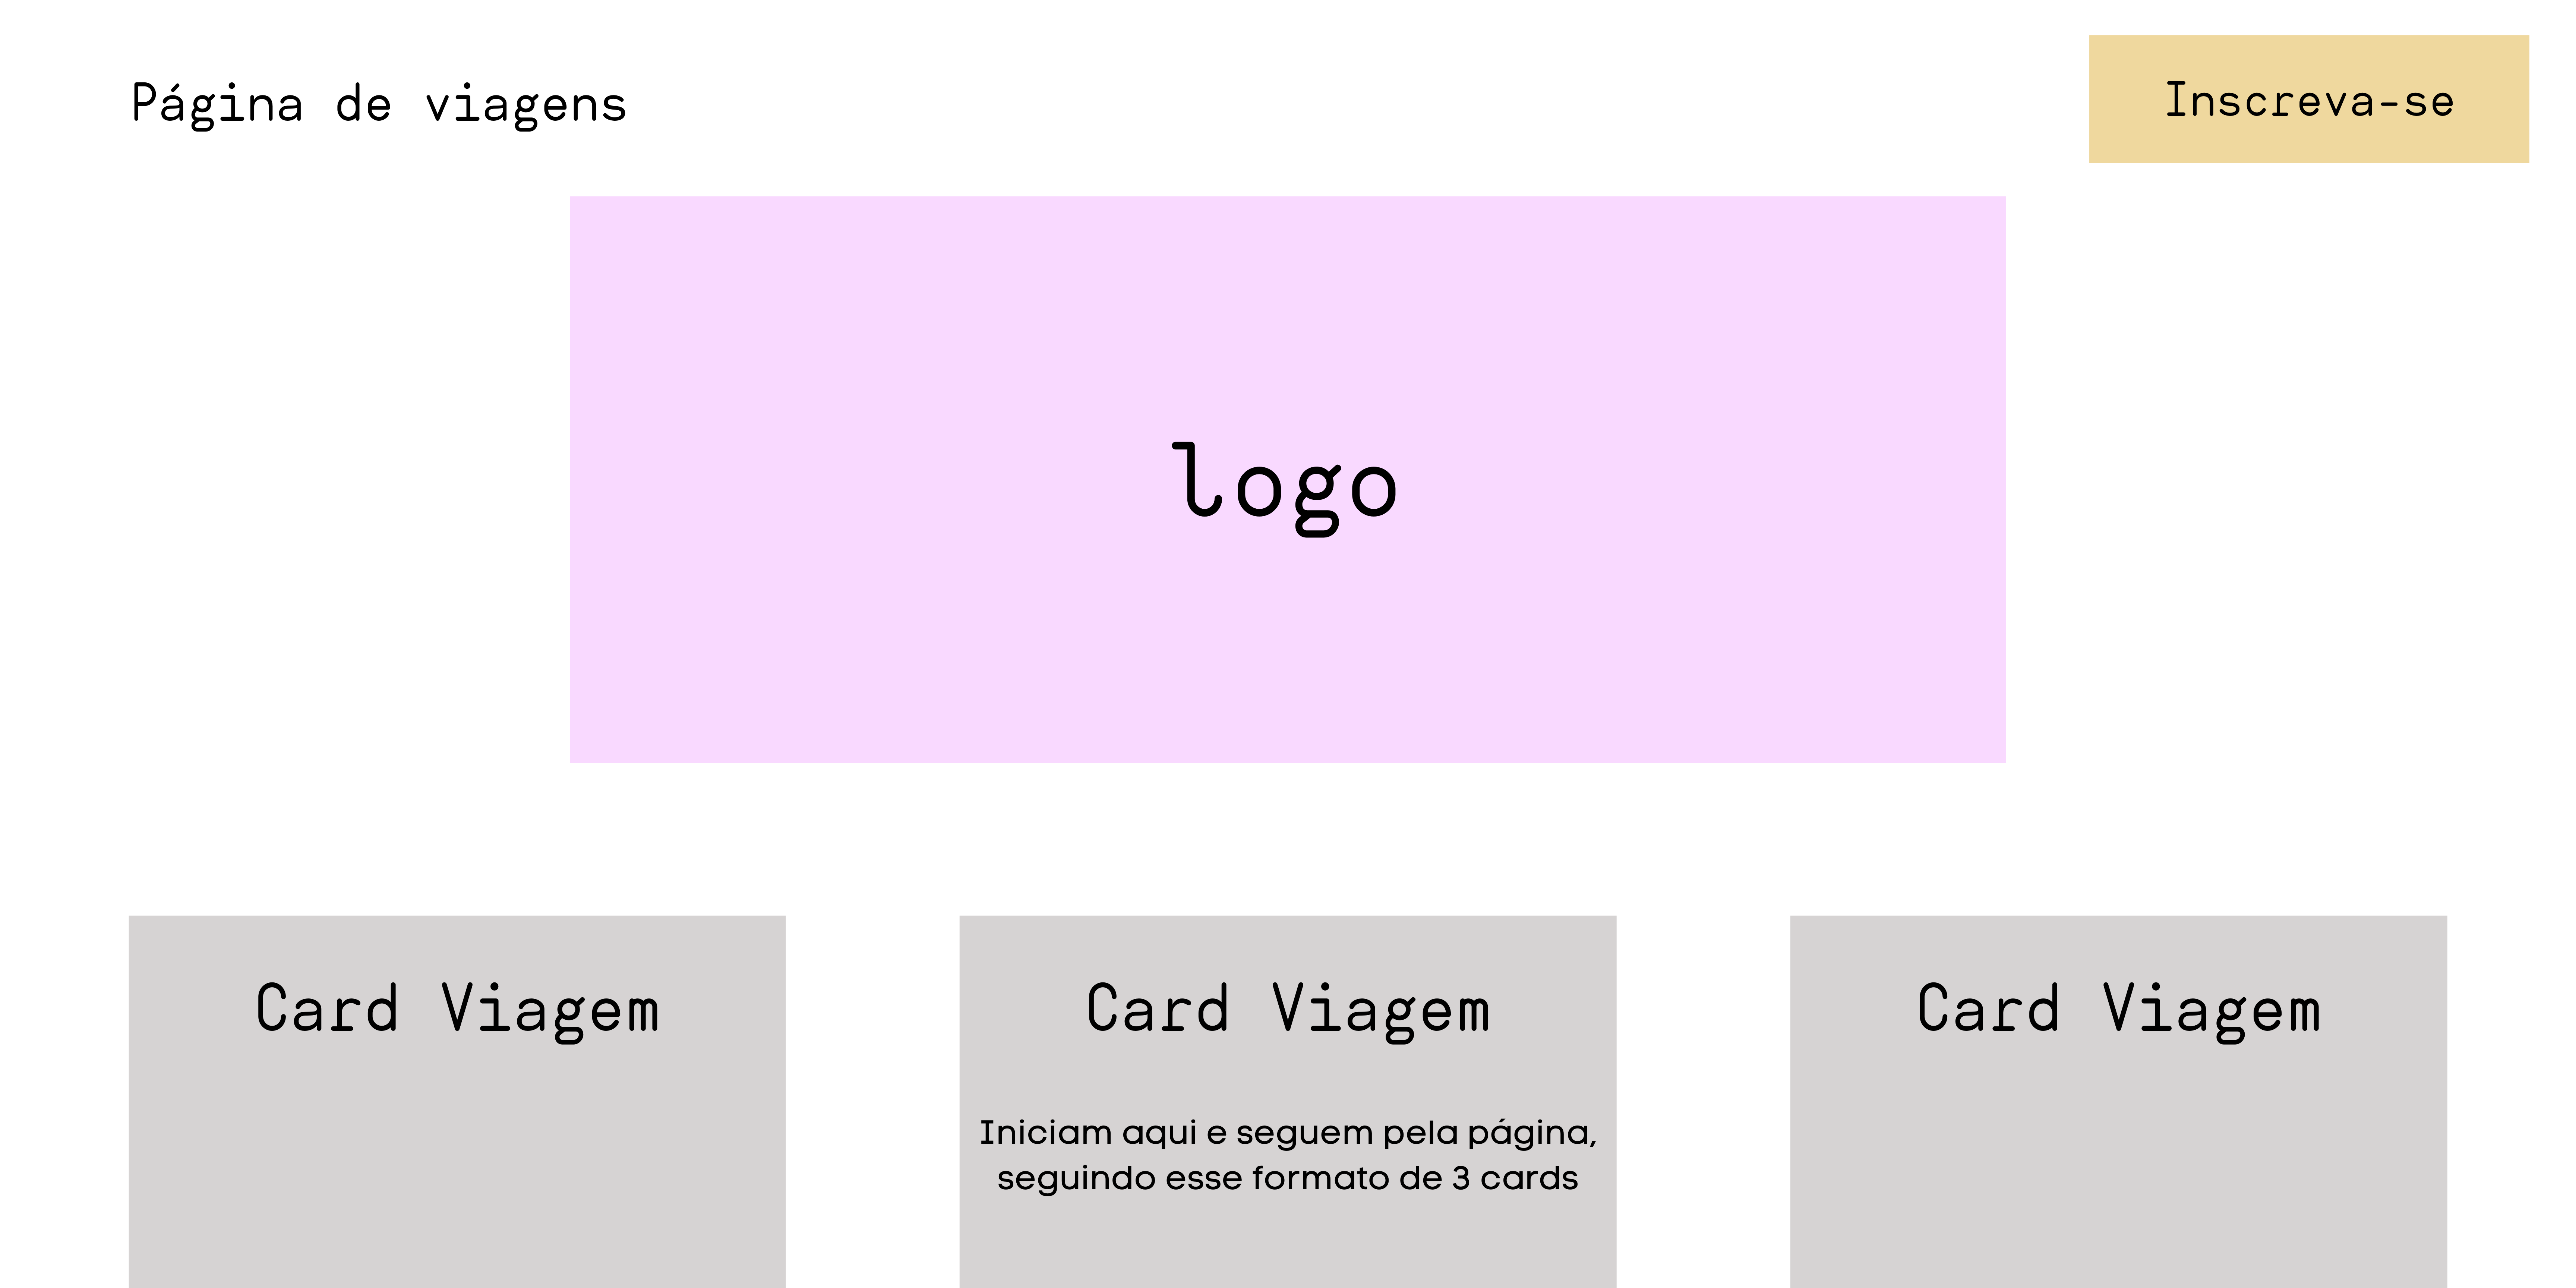 Página de viagens
Inscreva-se
logo
Card Viagem
Card Viagem
Card Viagem
Iniciam aqui e seguem pela página,
seguindo esse formato de 3 cards